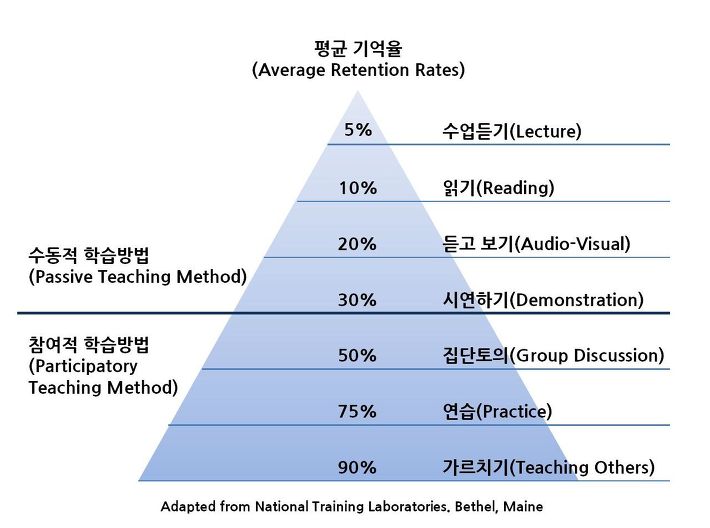 평균 기억율
(Average Retention Rates)
5% 수업듣기(Lecture)
10% 읽기(Reading)
20% 듣고 보기(Audio-Visual)
수동적 학습방법
(Passive Teaching Method)
30% 시연하기(Demonstration)
참여적 학습방법
(Participatory
Teaching Method)
50% 집단토의(Group Discussion)
75% 연습(Practice)
90% 가르치기(Teaching Others)
Adapted from National Training Laboratories. Bethel, Maine